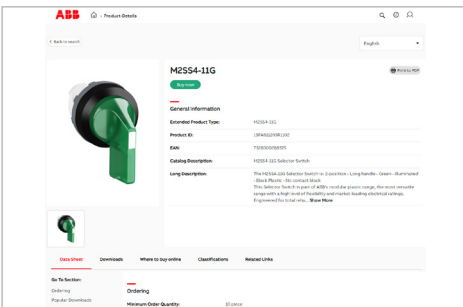 ABB
Product-Details
Back to search
English
M2SS4-11G
Print to PDF
Buy now
General Information
Extended Product Type: M2SS4-11G
Product ID:
EAN:
Catalog Description: M2SS4-11G Selector Switch
Long Description: The M2SS4-11G Selector Switch is 2-position - Long handle - Green - Illuminated
- Black Plastic - No contact block
This Selector Switch is part of ABB's modular plastic range, the most versatile
range with a high level of flexibility and market leading electrical ratings.
Engineered for total relia... Show More
Data Sheet Downloads Where to buy online Classifications Related Links
Go To Section:
Ordering
Ordering
Popular Downloads
Minimum Order Quantity: 10 piece